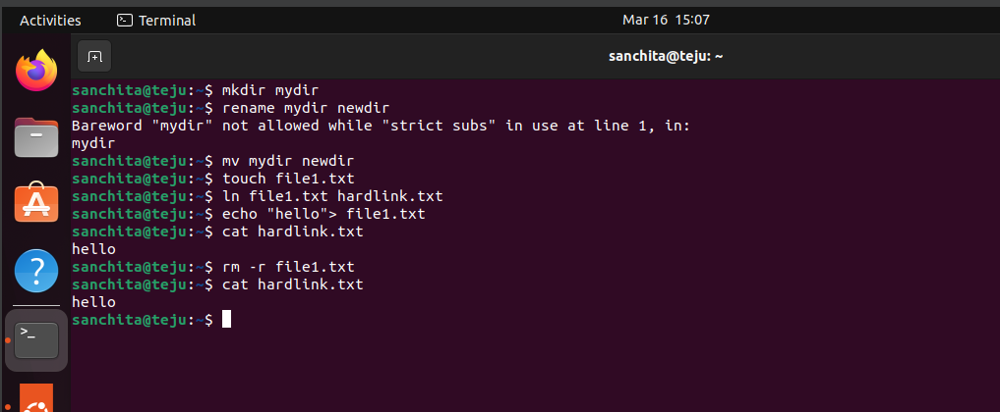 Activities
Terminal
Mar 16 15:07
sanchita@teju: ~
sanchita@teju:~$ mkdir mydir
sanchita@teju:~$ rename mydir newdir
Bareword "mydir" not allowed while "strict subs" in use at line 1, in:
mydir
sanchita@teju:~$ mv mydir newdir
sanchita@teju:~$ touch file1.txt
sanchita@teju:~$ ln file1.txt hardlink.txt
sanchita@teju:~$ echo "hello"> file1.txt
sanchita@teju:~$ cat hardlink.txt
hello
sanchita@teju:~$ rm -r file1.txt
sanchita@teju:~$ cat hardlink.txt
hello
sanchita@teju:~$